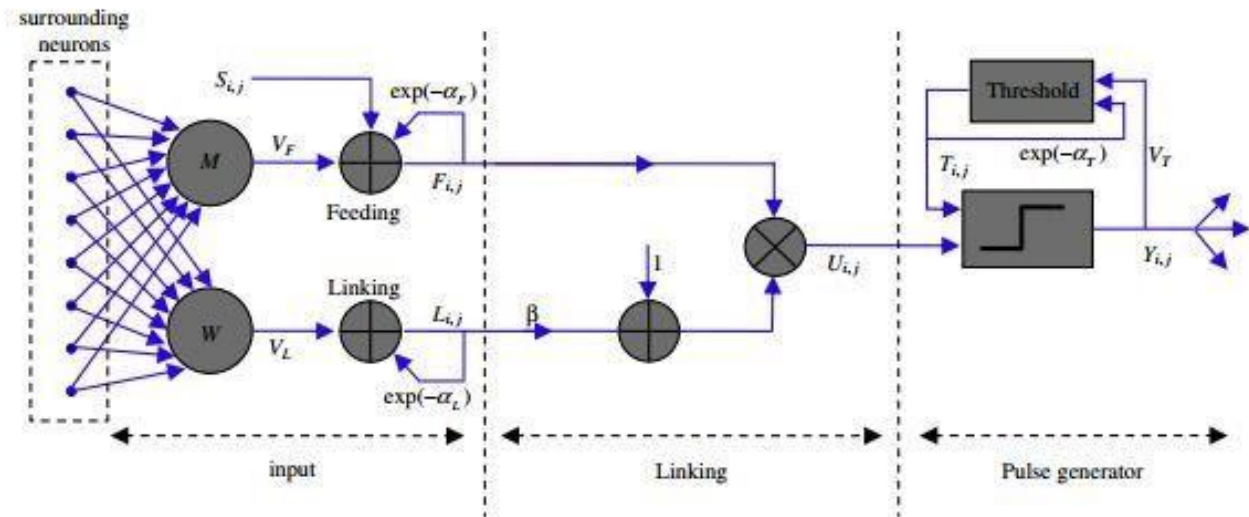 surrounding
neurons
S_{i,j}
exp(−α_F)
Threshold
M
V_F
F_{i,j}
Feeding
T_{i,j}
exp(−α_T)
V_T
1
U_{i,j}
Y_{i,j}
Linking
W
V_L
L_{i,j}
β
exp(−α_L)
input
Linking
Pulse generator